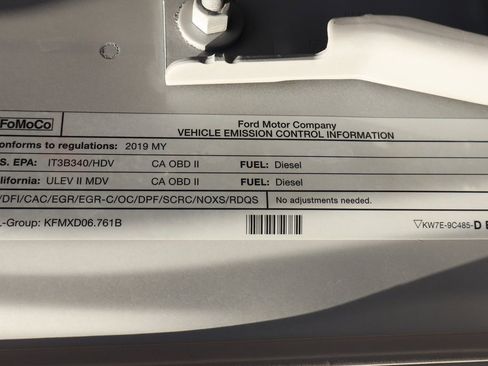 FoMoCo
Ford Motor Company
VEHICLE EMISSION CONTROL INFORMATION
onforms to regulations: 2019 MY
S. EPA: IT3B340/HDV CA OBD II FUEL: Diesel
lifornia: ULEV II MDV CA OBD II FUEL: Diesel
/DFI/CAC/EGR/EGR-C/OC/DPF/SCRC/NOXS/RDQS No adjustments needed.
L-Group: KFMXD06.761B
KW7E-9C485-D